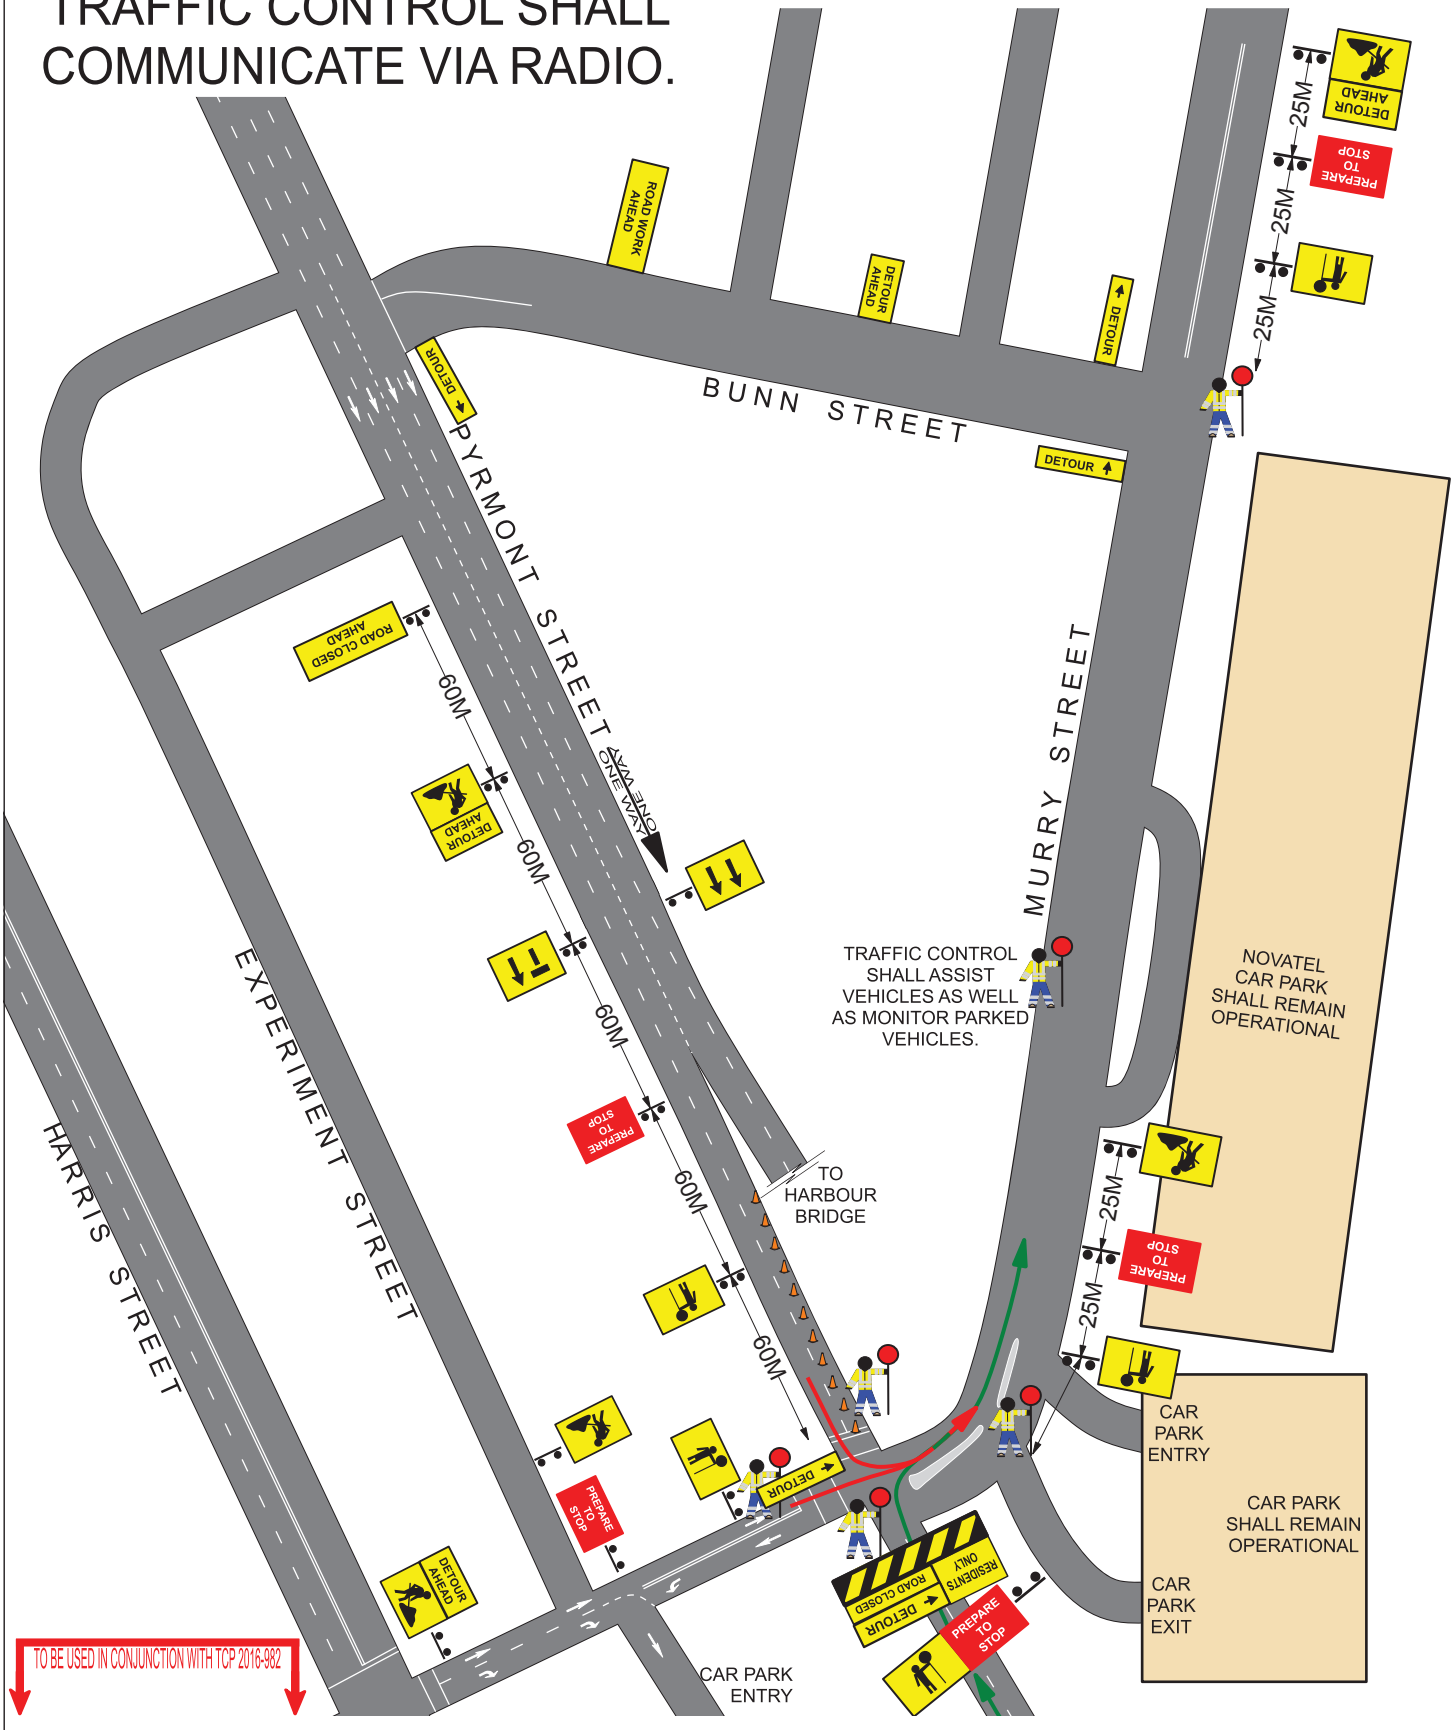 TRAFFIC CONTROL SHALL
COMMUNICATE VIA RADIO.
DETOUR
AHEAD
25M
PREPARE
TO
STOP
25M
25M
ROAD WORK
AHEAD
DETOUR
AHEAD
DETOUR
DETOUR
BUNN STREET
DETOUR
PYRMONT STREET
ONE WAY
ONE WAY
ROAD CLOSED
AHEAD
60M
DETOUR
AHEAD
60M
60M
PREPARE
TO
STOP
60M
60M
MURRY STREET
TRAFFIC CONTROL
SHALL ASSIST
VEHICLES AS WELL
AS MONITOR PARKED
VEHICLES.
NOVATEL
CAR PARK
SHALL REMAIN
OPERATIONAL
EXPERIMENT STREET
HARRIS STREET
TO
HARBOUR
BRIDGE
25M
PREPARE
TO
STOP
25M
CAR
PARK
ENTRY
CAR PARK
SHALL REMAIN
OPERATIONAL
CAR
PARK
EXIT
DETOUR
PREPARE
TO
STOP
DETOUR
AHEAD
ROAD CLOSED
RESIDENTS
ONLY
DETOUR
PREPARE
TO
STOP
CAR PARK
ENTRY
TO BE USED IN CONJUNCTION WITH TCP 2016-982